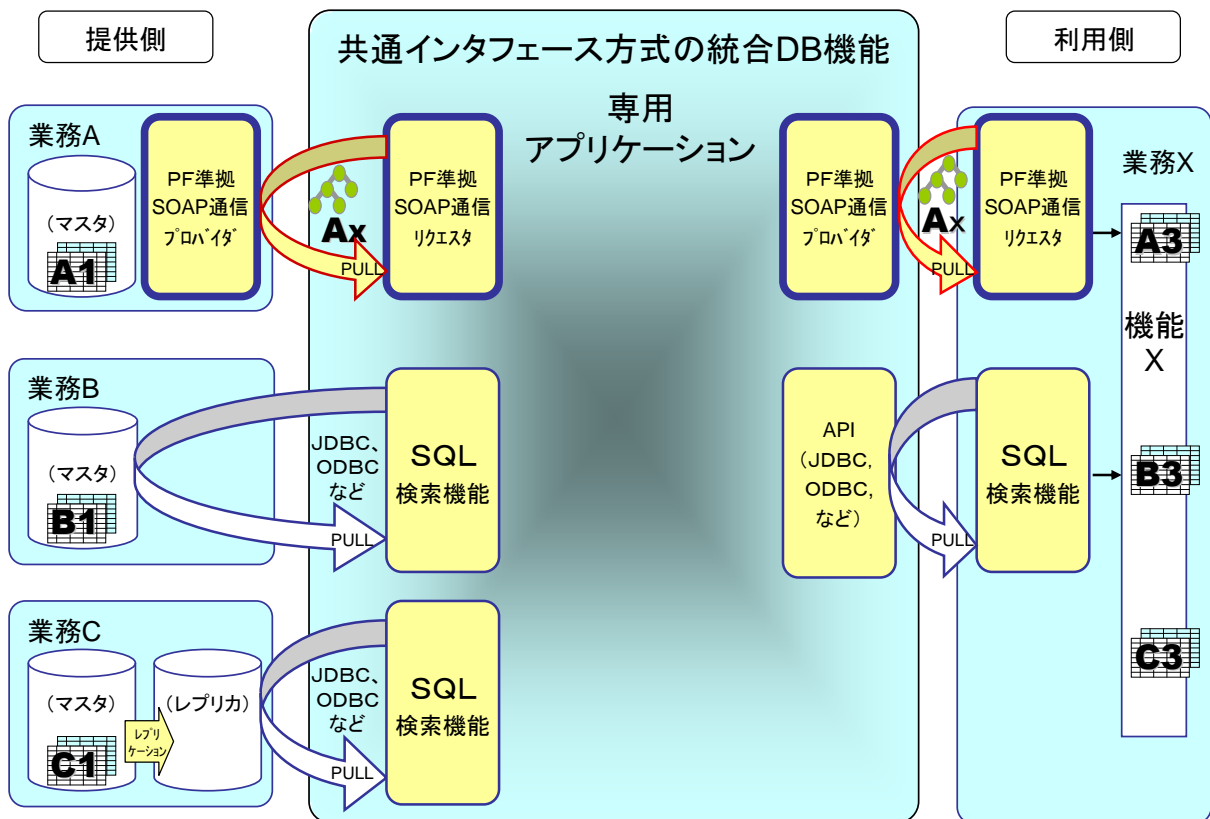 提供側
共通インタフェース方式の統合DB機能
利用側
専用
アプリケーション
業務A
(マスタ)
A1
PF準拠
SOAP通信
プロバイダ
Ax
PULL
PF準拠
SOAP通信
リクエスタ
PF準拠
SOAP通信
プロバイダ
Ax
PULL
PF準拠
SOAP通信
リクエスタ
業務X
A3
機能
X
業務B
(マスタ)
B1
JDBC、
ODBC
など
PULL
SQL
検索機能
API
(JDBC,
ODBC,
など)
PULL
SQL
検索機能
B3
業務C
(マスタ)
C1
レプリ
ケーション
(レプリカ)
JDBC、
ODBC
など
PULL
SQL
検索機能
C3